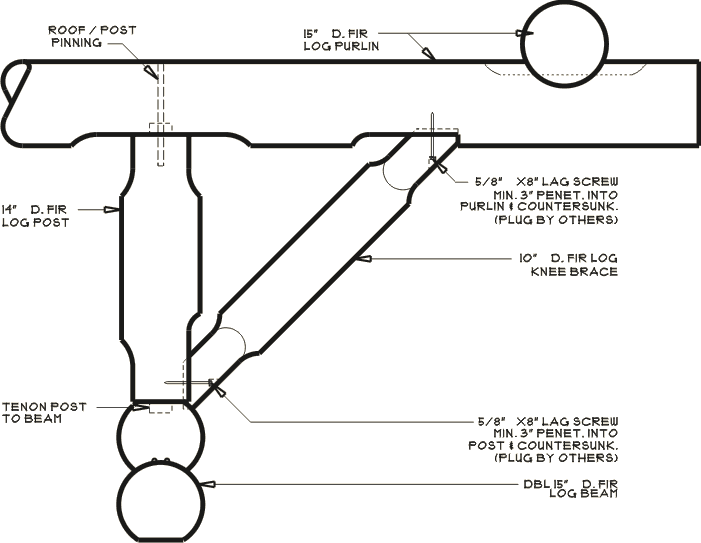 ROOF / POST
PINNING
15" D. FIR
LOG PURLIN
5/8" X8" LAG SCREW
MIN. 3" PENET. INTO
PURLIN & COUNTERSUNK.
(PLUG BY OTHERS)
14" D. FIR
LOG POST
10" D. FIR LOG
KNEE BRACE
TENON POST
TO BEAM
5/8" X8" LAG SCREW
MIN. 3" PENET. INTO
POST & COUNTERSUNK.
(PLUG BY OTHERS)
DBL 15" D. FIR
LOG BEAM